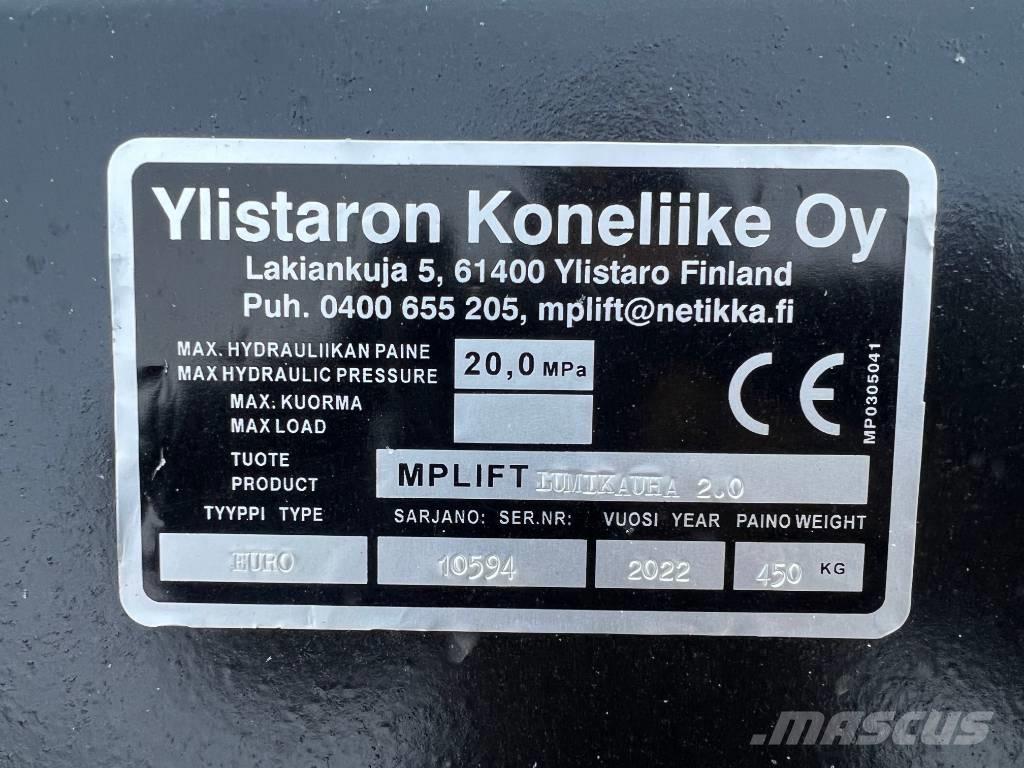 Ylistaron Koneliike Oy
Lakiankuja 5, 61400 Ylistaro Finland
Puh. 0400 655 205, mplift@netikka.fi
MAX. HYDRAULIIKAN PAINE
MAX HYDRAULIC PRESSURE
20,0 MPa
MAX. KUORMA
MAX LOAD
CE
MP0305041
TUOTE
PRODUCT
MPLIFT LUMIKAURA 2.0
TYYPPI TYPE SARJANO: SER.NR: VUOSI YEAR PAINO WEIGHT
EURO 10594 2022 450 KG
MASCUS